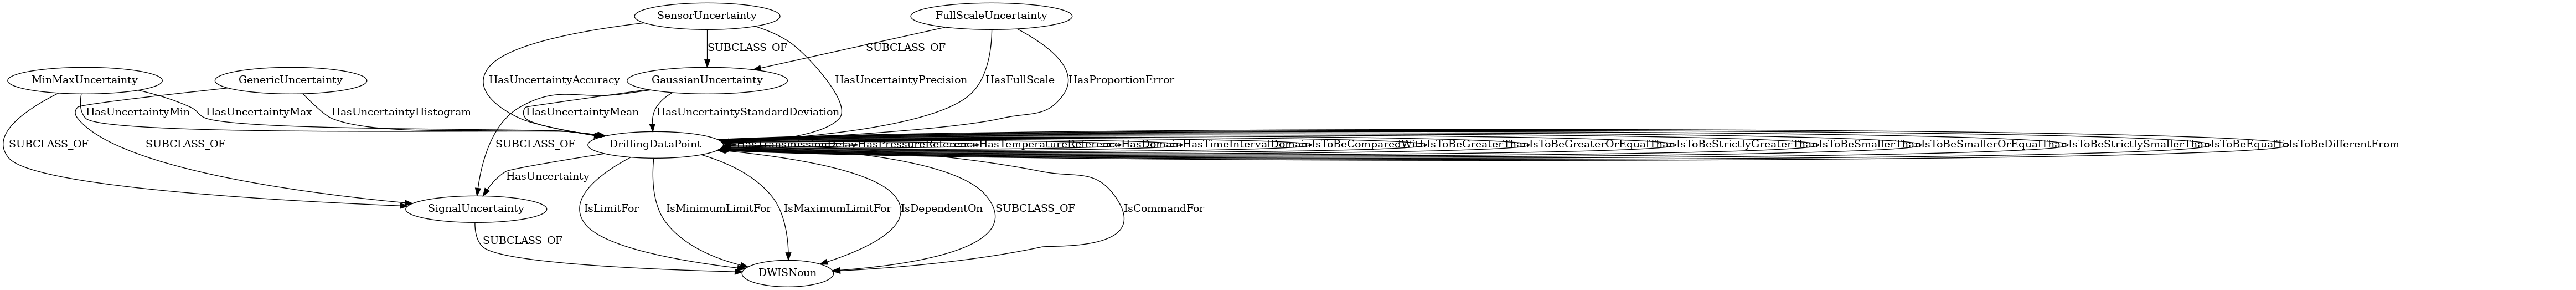 SensorUncertainty
FullScaleUncertainty
SUBCLASS_OF
SUBCLASS_OF
MinMaxUncertainty
GenericUncertainty
HasUncertaintyAccuracy
GaussianUncertainty
HasUncertaintyPrecision
HasFullScale
HasProportionError
HasUncertaintyMin
HasUncertaintyMax
HasUncertaintyHistogram
HasUncertaintyMean
HasUncertaintyStandardDeviation
SUBCLASS_OF
SUBCLASS_OF
SUBCLASS_OF
DrillingDataPoint
HasTransmissionDelay
HasPressureReference
HasTemperatureReference
HasDomain
HasTimeIntervalDomain
IsToBeComparedWith
IsToBeGreaterThan
IsToBeGreaterOrEqualThan
IsToBeStrictlyGreaterThan
IsToBeSmallerThan
IsToBeSmallerOrEqualThan
IsToBeStrictlySmallerThan
IsToBeEqualTo
IsToBeDifferentFrom
HasUncertainty
SignalUncertainty
IsLimitFor
IsMinimumLimitFor
IsMaximumLimitFor
IsDependentOn
SUBCLASS_OF
IsCommandFor
SUBCLASS_OF
DWISNoun